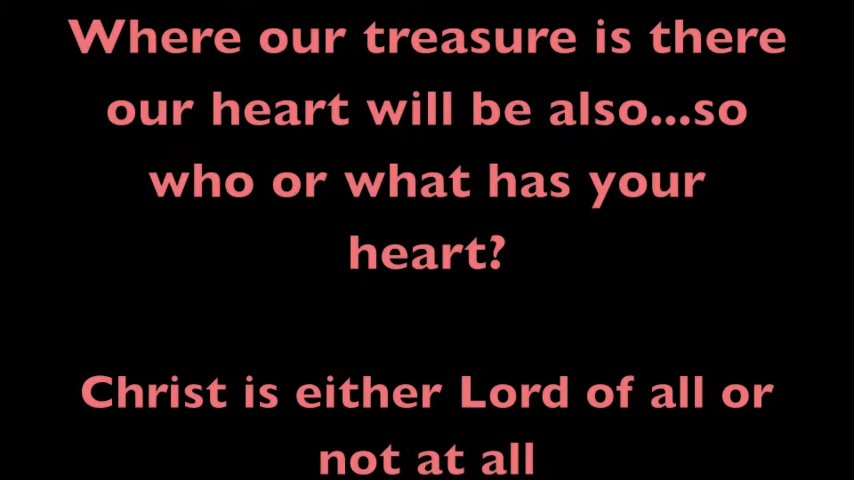 Where our treasure is there
our heart will be also...so
who or what has your
heart?
Christ is either Lord of all or
not at all